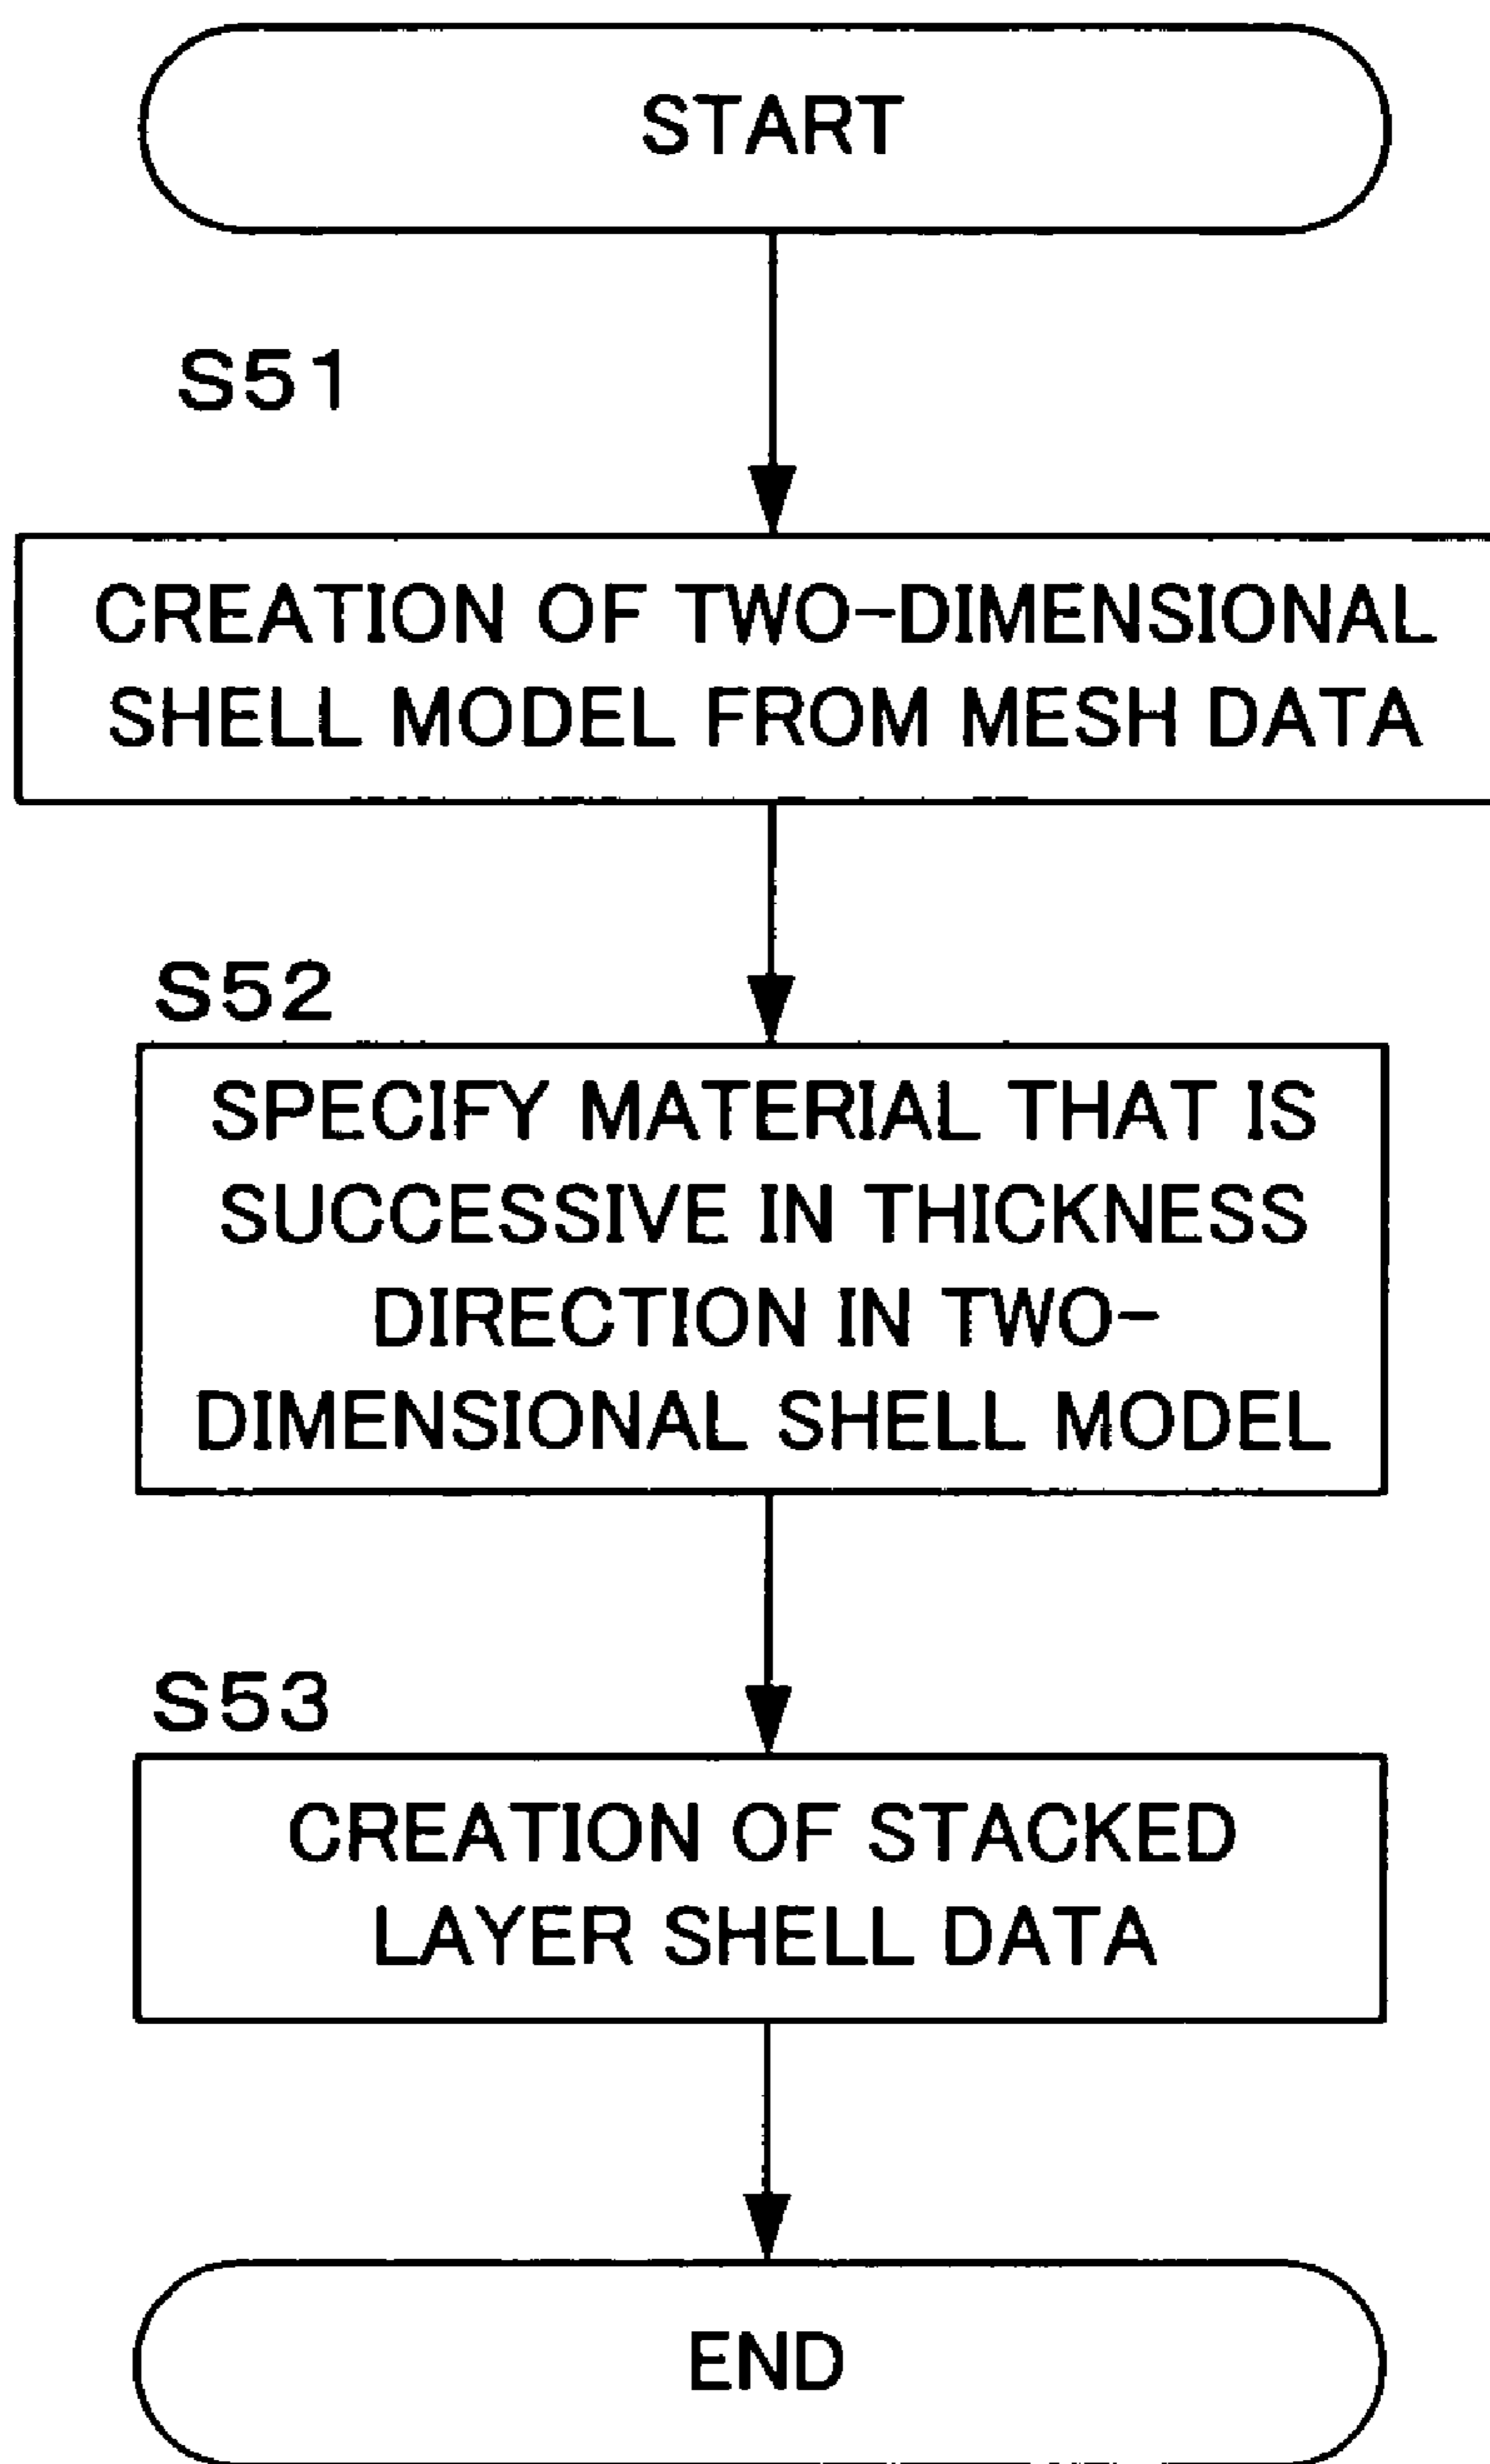 START
S51
CREATION OF TWO-DIMENSIONAL
SHELL MODEL FROM MESH DATA
S52
SPECIFY MATERIAL THAT IS
SUCCESSIVE IN THICKNESS
DIRECTION IN TWO-
DIMENSIONAL SHELL MODEL
S53
CREATION OF STACKED
LAYER SHELL DATA
END